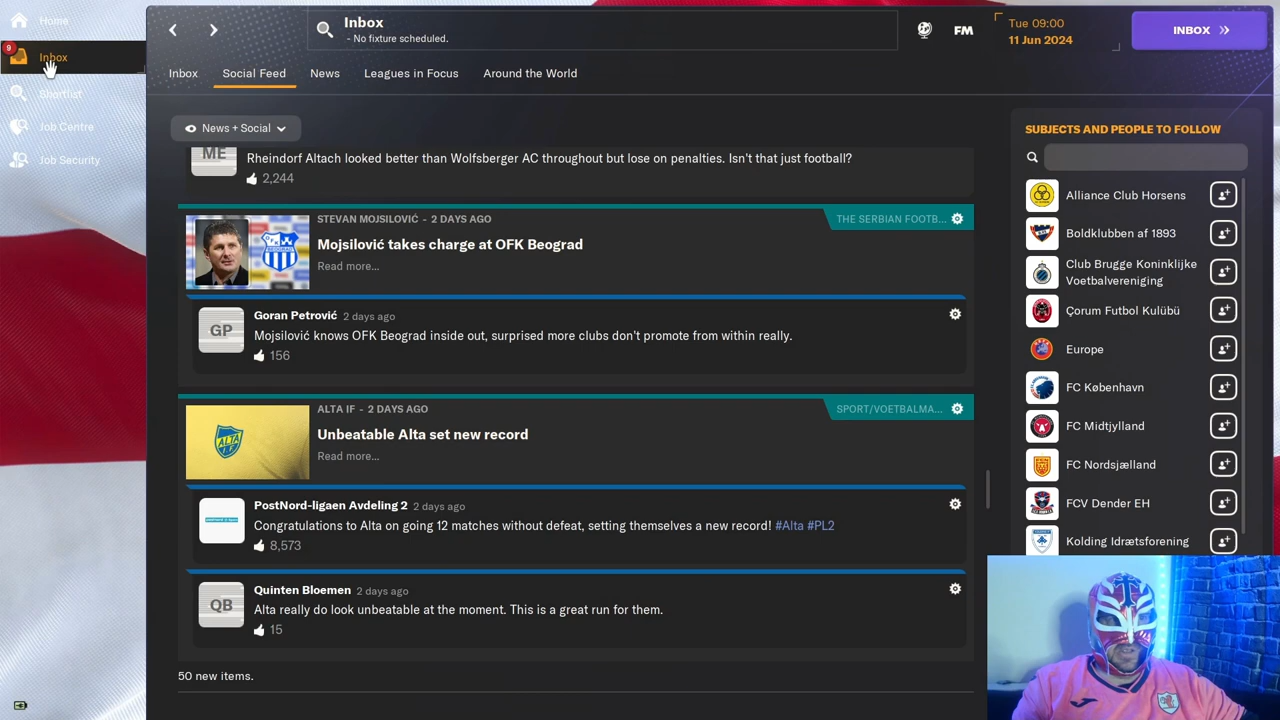 Home
9
Inbox
Shortlist
Job Centre
Job Security
Inbox
- No fixture scheduled.
FM
Tue 09:00
11 Jun 2024
INBOX
Inbox
Social Feed
News
Leagues in Focus
Around the World
News + Social
ME
Rheindorf Altach looked better than Wolfsberger AC throughout but lose on penalties. Isn't that just football?
2,244
STEVAN MOJSILOVIĆ - 2 DAYS AGO
THE SERBIAN FOOTB...
Mojsilović takes charge at OFK Beograd
Read more...
GP
Goran Petrović 2 days ago
Mojsilović knows OFK Beograd inside out, surprised more clubs don't promote from within really.
156
ALTA IF - 2 DAYS AGO
SPORT/VOETBALMA...
Unbeatable Alta set new record
Read more...
PostNord-ligaen Avdeling 2 2 days ago
Congratulations to Alta on going 12 matches without defeat, setting themselves a new record! #Alta #PL2
8,573
QB
Quinten Bloemen 2 days ago
Alta really do look unbeatable at the moment. This is a great run for them.
15
50 new items.
SUBJECTS AND PEOPLE TO FOLLOW
Alliance Club Horsens
Boldklubben af 1893
Club Brugge Koninklijke
Voetbalvereniging
Çorum Futbol Kulübü
Europe
FC København
FC Midtjylland
FC Nordsjælland
FCV Dender EH
Kolding Idrætsforening